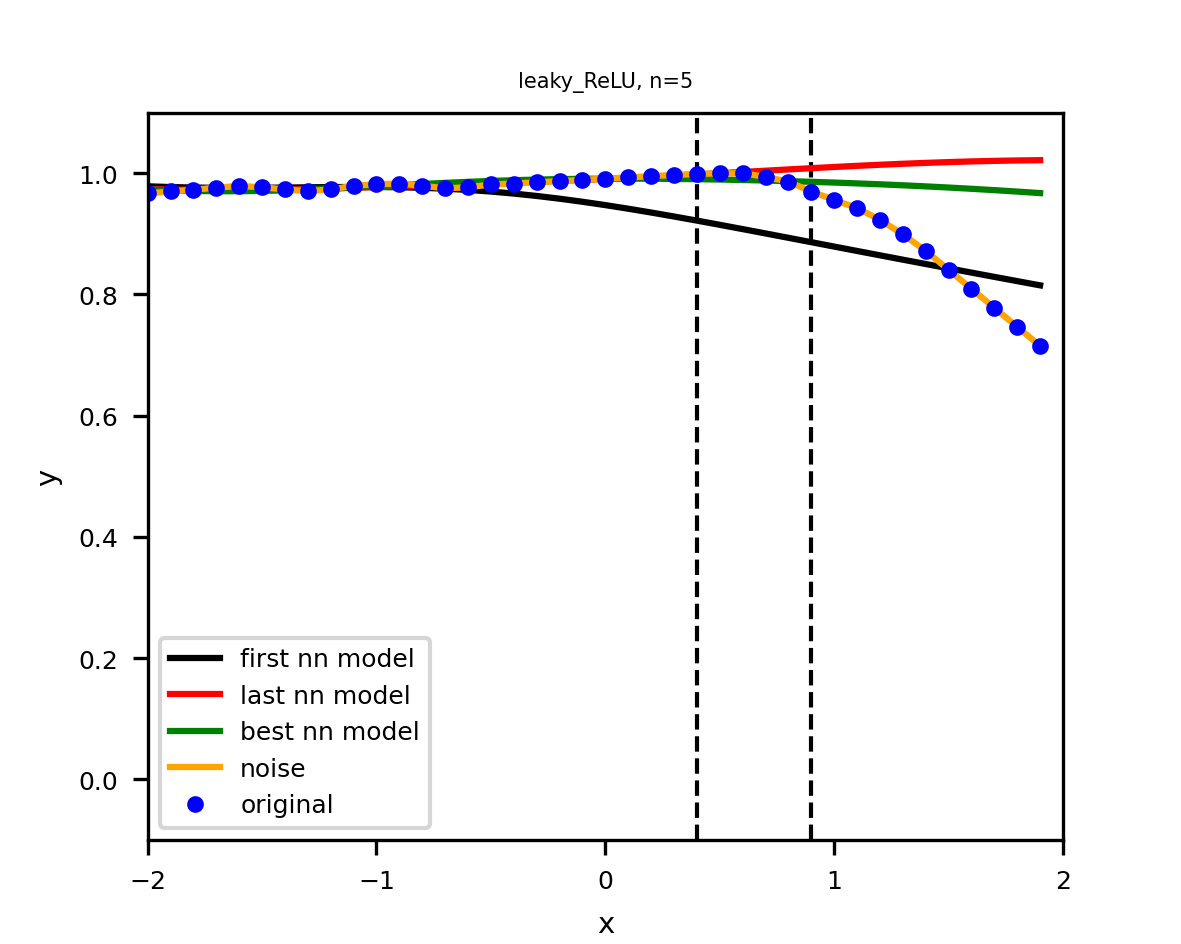 leaky_ReLU, n=5
1.0
0.8
0.6
0.4
0.2
0.0
y
first nn model
last nn model
best nn model
noise
original
−2
−1
0
1
2
x